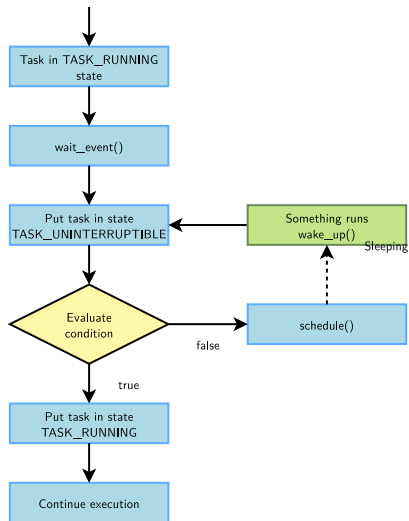 Task in TASK_RUNNING
state
wait_event()
Put task in state
TASK_UNINTERRUPTIBLE
Something runs
wake_up()
Sleeping
Evaluate
condition
schedule()
false
true
Put task in state
TASK_RUNNING
Continue execution